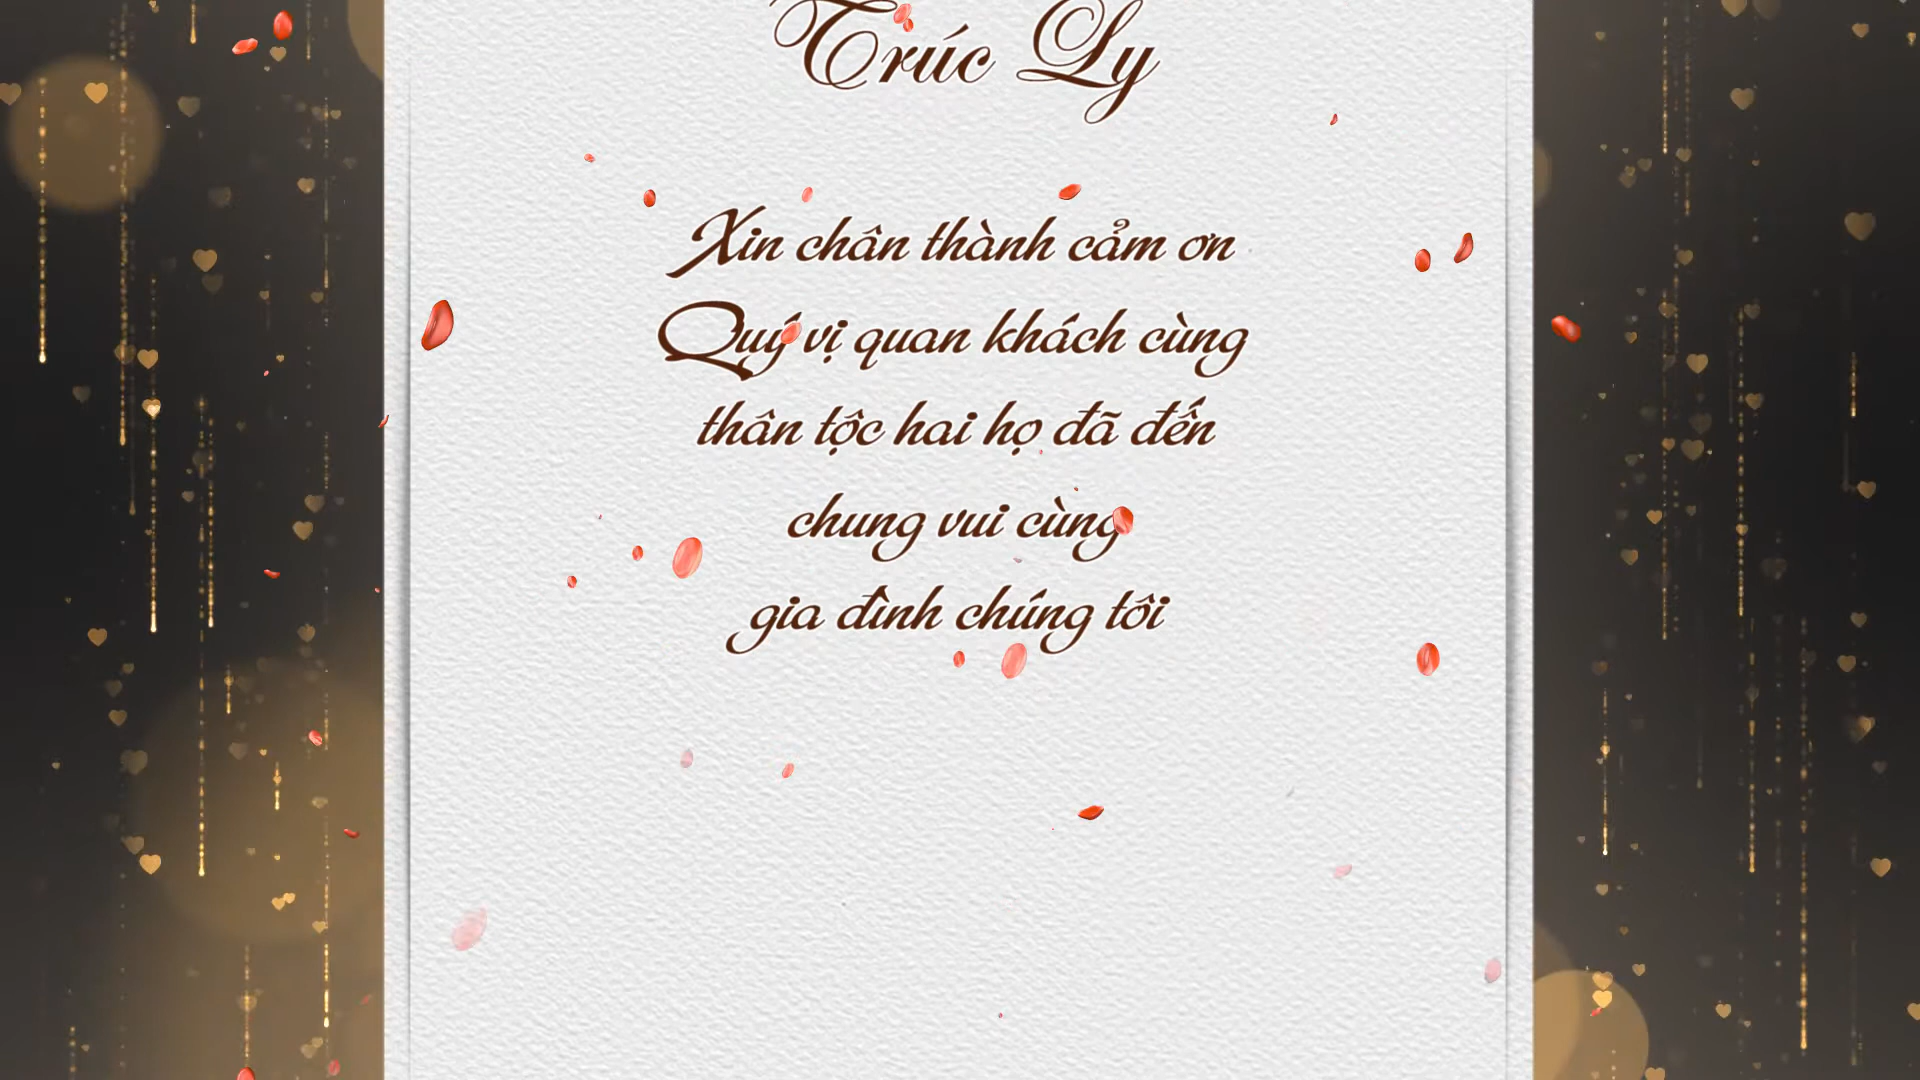 Trúc Ly
Xin chân thành cảm ơn
Quý vị quan khách cùng
thân tộc hai họ đã đến
chung vui cùng
gia đình chúng tôi